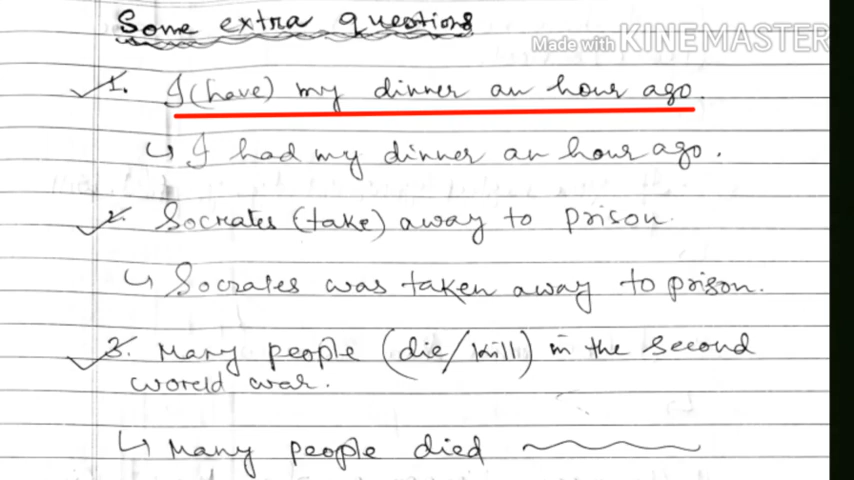 Some extra questions
Made with KINEMASTER
1. I (have) my dinner an hour ago.
↳ I had my dinner an hour ago.
2. Socrates (take) away to prison.
↳ Socrates was taken away to prison.
3. Many people (die/kill) in the second
world war.
↳ Many people died